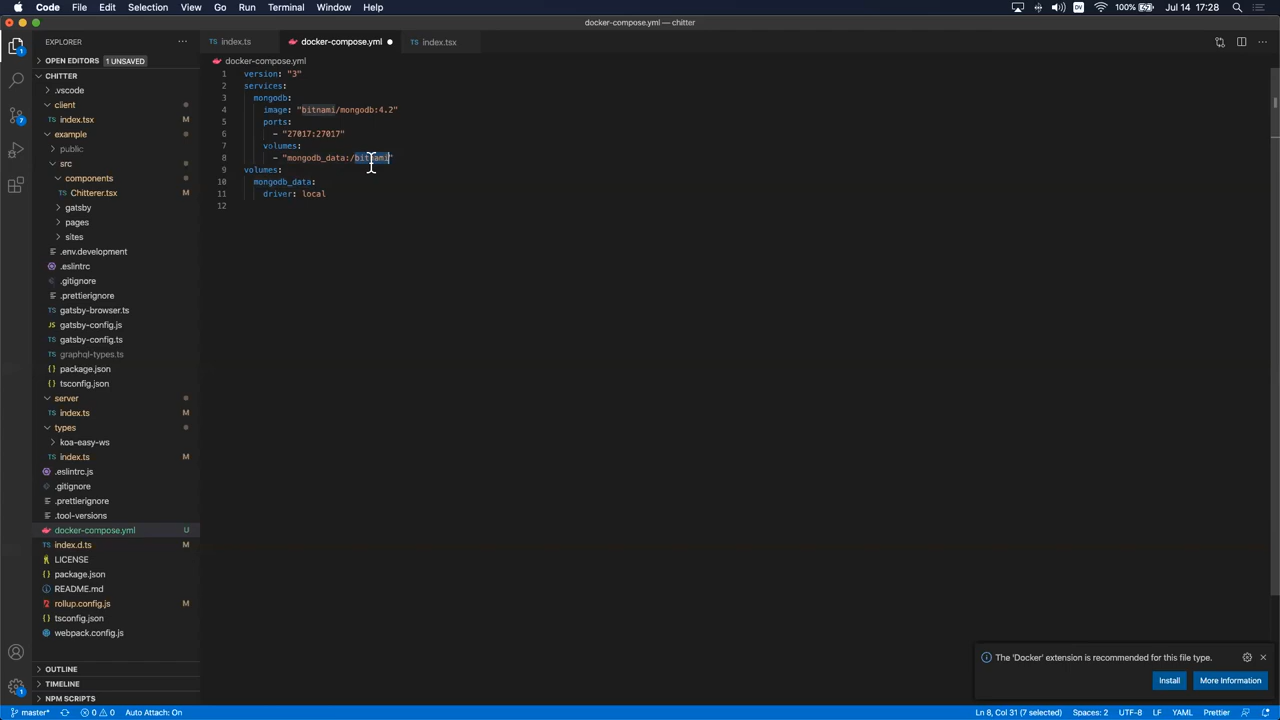 Code File Edit Selection View Go Run Terminal Window Help
DV 100% Jul 14 17:28
docker-compose.yml — chitter
EXPLORER
index.ts
docker-compose.yml
index.tsx
OPEN EDITORS 1 UNSAVED
CHITTER
.vscode
client
index.tsx
example
public
src
components
Chitterer.tsx
gatsby
pages
sites
.env.development
.eslintrc
.gitignore
.prettierignore
gatsby-browser.ts
gatsby-config.js
gatsby-config.ts
graphql-types.ts
package.json
tsconfig.json
server
index.ts M
types
koa-easy-ws
index.ts M
.eslintrc.js
.gitignore
.prettierignore
.tool-versions
docker-compose.yml U
index.d.ts M
LICENSE
package.json
README.md
rollup.config.js M
tsconfig.json
webpack.config.js
OUTLINE
TIMELINE
NPM SCRIPTS
docker-compose.yml
1 version: "3"
2 services:
3 mongodb:
4 image: "bitnami/mongodb:4.2"
5 ports:
6 - "27017:27017"
7 volumes:
8 - "mongodb_data:/bitnami"
9 volumes:
10 mongodb_data:
11 driver: local
12
The 'Docker' extension is recommended for this file type.
Install More Information
master* 0 0 Auto Attach: On
Ln 8, Col 31 (7 selected) Spaces: 2 UTF-8 LF YAML Prettier